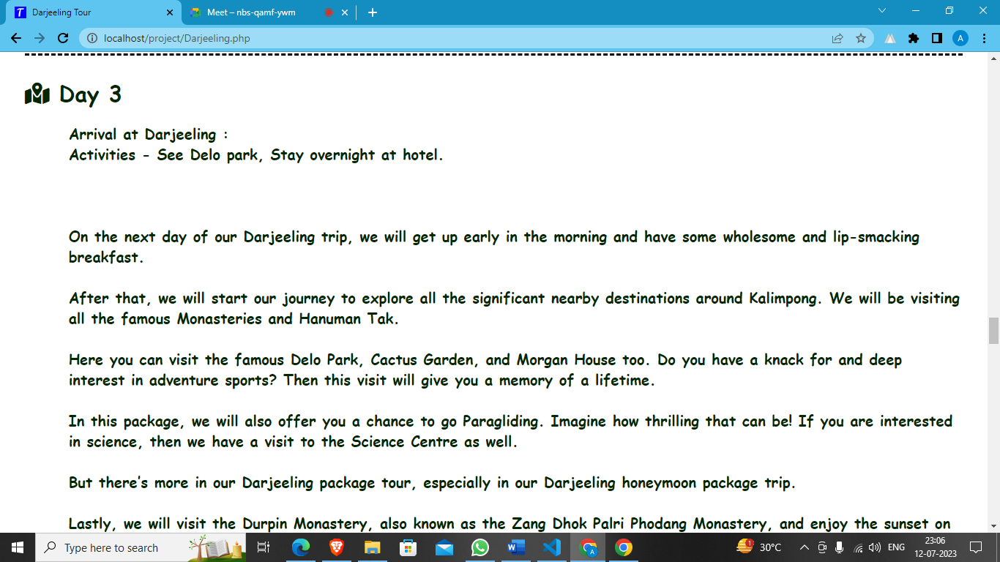 Darjeeling Tour
Meet – nbs-qamf-ywm
localhost/project/Darjeeling.php
A
Day 3
Arrival at Darjeeling :
Activities - See Delo park, Stay overnight at hotel.
On the next day of our Darjeeling trip, we will get up early in the morning and have some wholesome and lip-smacking
breakfast.
After that, we will start our journey to explore all the significant nearby destinations around Kalimpong. We will be visiting
all the famous Monasteries and Hanuman Tak.
Here you can visit the famous Delo Park, Cactus Garden, and Morgan House too. Do you have a knack for and deep
interest in adventure sports? Then this visit will give you a memory of a lifetime.
In this package, we will also offer you a chance to go Paragliding. Imagine how thrilling that can be! If you are interested
in science, then we have a visit to the Science Centre as well.
But there's more in our Darjeeling package tour, especially in our Darjeeling honeymoon package trip.
Lastly, we will visit the Durpin Monastery, also known as the Zang Dhok Palri Phodang Monastery, and enjoy the sunset on
Type here to search
1
30°C
ENG
23:06
12-07-2023